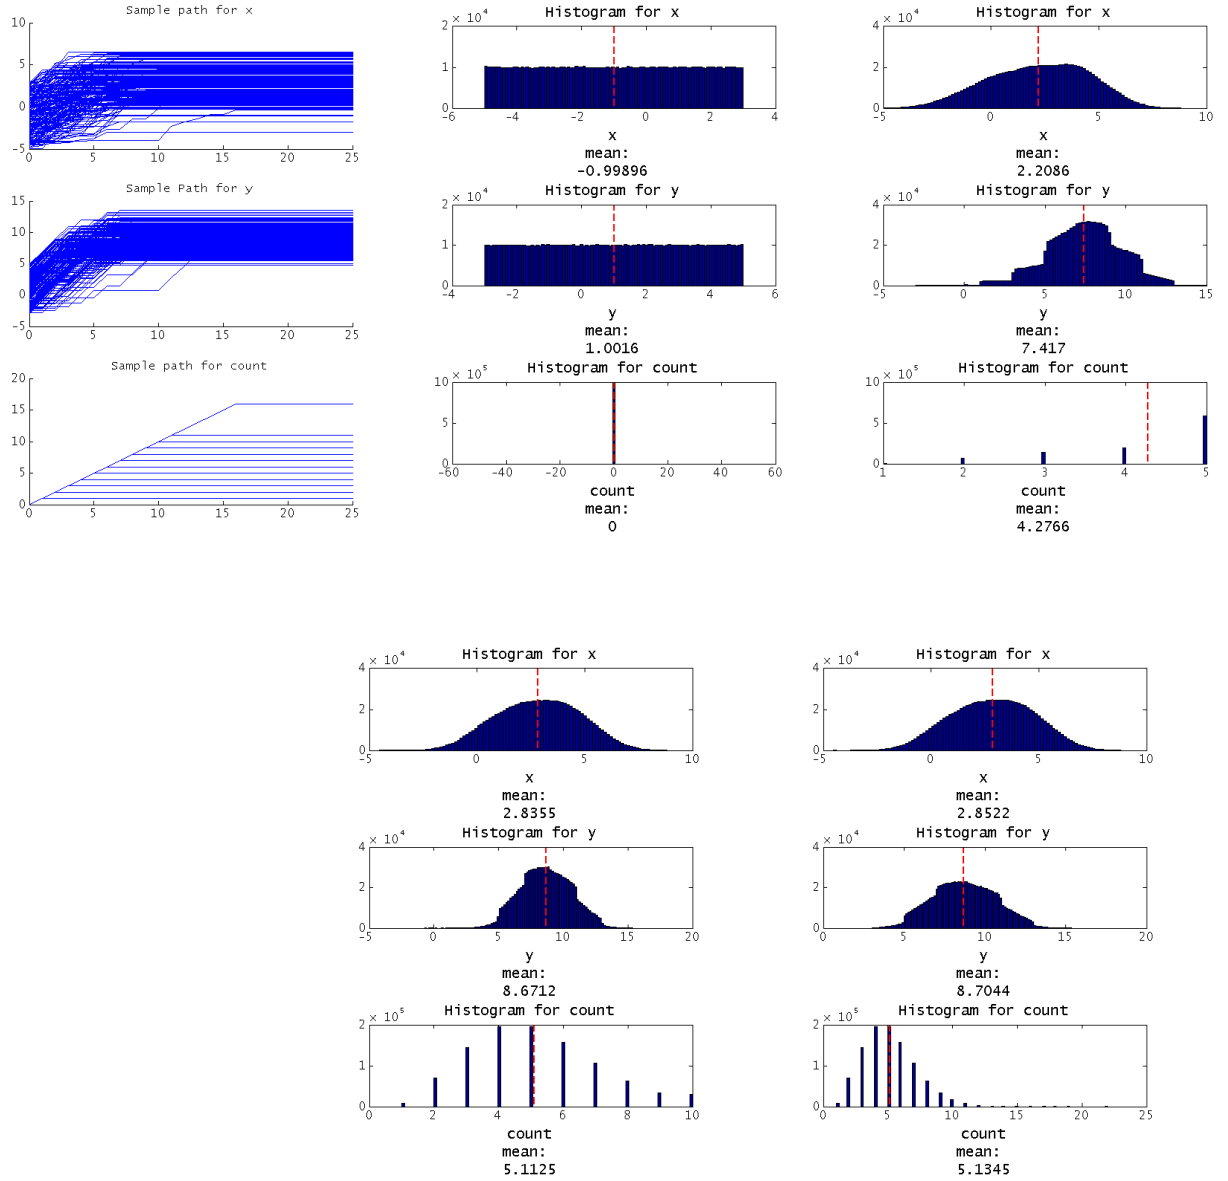 Sample path for x
10
5
0
−5
0 5 10 15 20 25
Histogram for x
× 10⁴
2
1
0
−6 −4 −2 0 2 4
x
mean:
−0.99896
Histogram for x
× 10⁴
4
2
0
−5 0 5 10
x
mean:
2.2086
Sample Path for y
15
10
5
0
−5
0 5 10 15 20 25
Histogram for y
× 10⁴
2
1
0
−4 −2 0 2 4 6
y
mean:
1.0016
Histogram for y
× 10⁴
4
2
0
−5 0 5 10 15
y
mean:
7.417
Sample path for count
20
15
10
5
0
0 5 10 15 20 25
Histogram for count
× 10⁵
10
5
0
−60 −40 −20 0 20 40 60
count
mean:
0
Histogram for count
× 10⁵
10
5
0
1 2 3 4 5
count
mean:
4.2766
Histogram for x
× 10⁴
4
2
0
−5 0 5 10
x
mean:
2.8355
Histogram for x
× 10⁴
4
2
0
−5 0 5 10
x
mean:
2.8522
Histogram for y
× 10⁴
4
2
0
−5 0 5 10 15 20
y
mean:
8.6712
Histogram for y
× 10⁴
4
2
0
0 5 10 15 20
y
mean:
8.7044
Histogram for count
× 10⁵
2
1
0
0 2 4 6 8 10
count
mean:
5.1125
Histogram for count
× 10⁵
2
1
0
0 5 10 15 20 25
count
mean:
5.1345